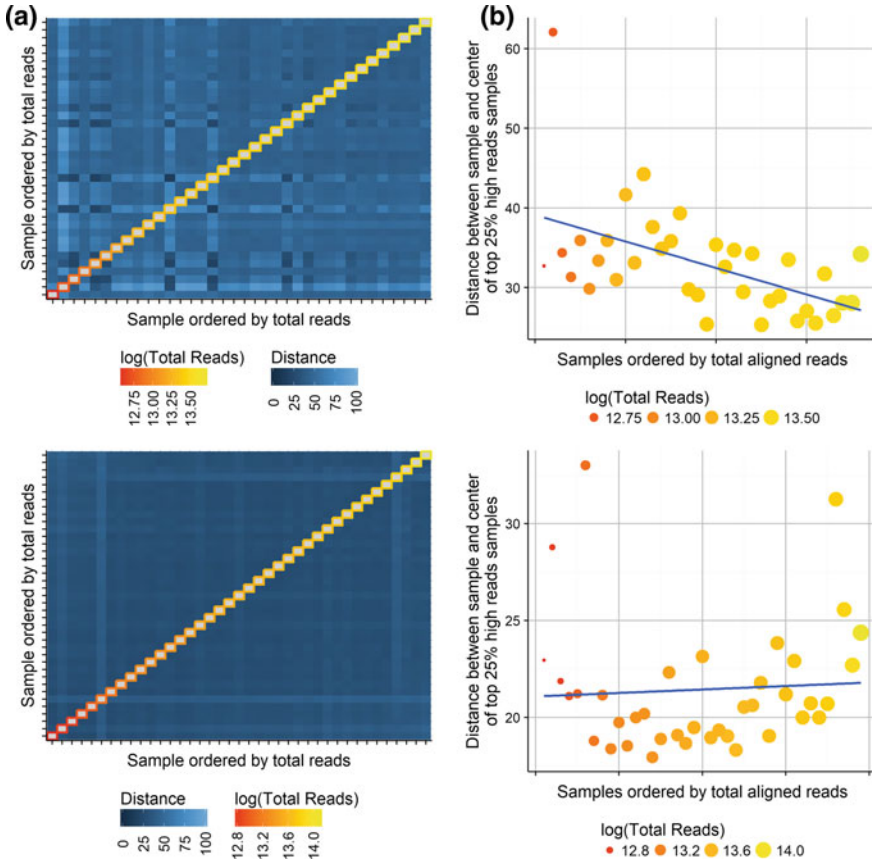 (a)
Sample ordered by total reads
Sample ordered by total reads
log(Total Reads)
12.75
13.00
13.25
13.50
Distance
0
25
50
75
100
(b)
Distance between sample and center
of top 25% high reads samples
60
50
40
30
Samples ordered by total aligned reads
log(Total Reads)
12.75 13.00 13.25 13.50
Sample ordered by total reads
Sample ordered by total reads
Distance
0
25
50
75
100
log(Total Reads)
12.8
13.2
13.6
14.0
Distance between sample and center
of top 25% high reads samples
30
25
20
Samples ordered by total aligned reads
log(Total Reads)
12.8 13.2 13.6 14.0